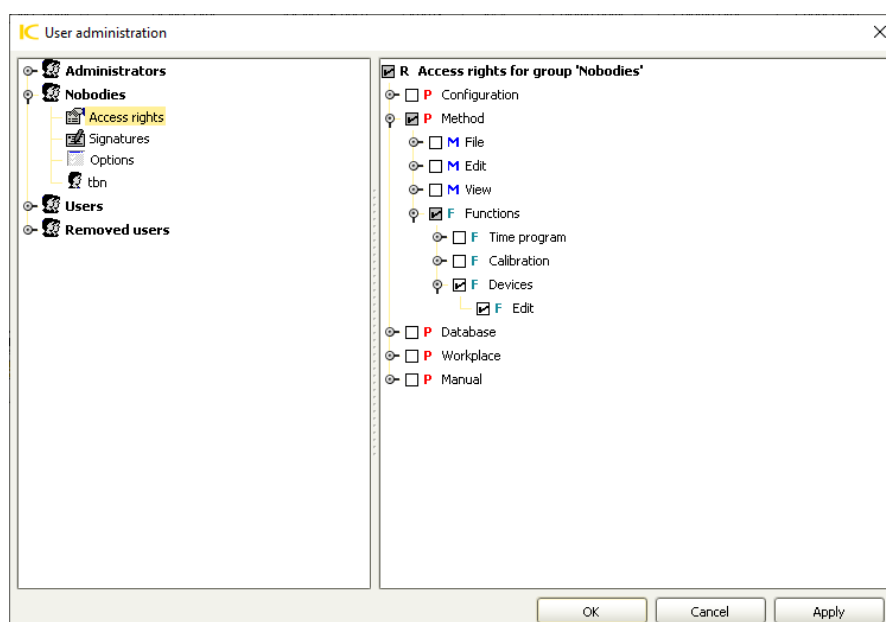 User administration
Administrators
Nobodies
Access rights
Signatures
Options
tbn
Users
Removed users
R Access rights for group 'Nobodies'
P Configuration
P Method
M File
M Edit
M View
F Functions
F Time program
F Calibration
F Devices
F Edit
P Database
P Workplace
P Manual
OK
Cancel
Apply